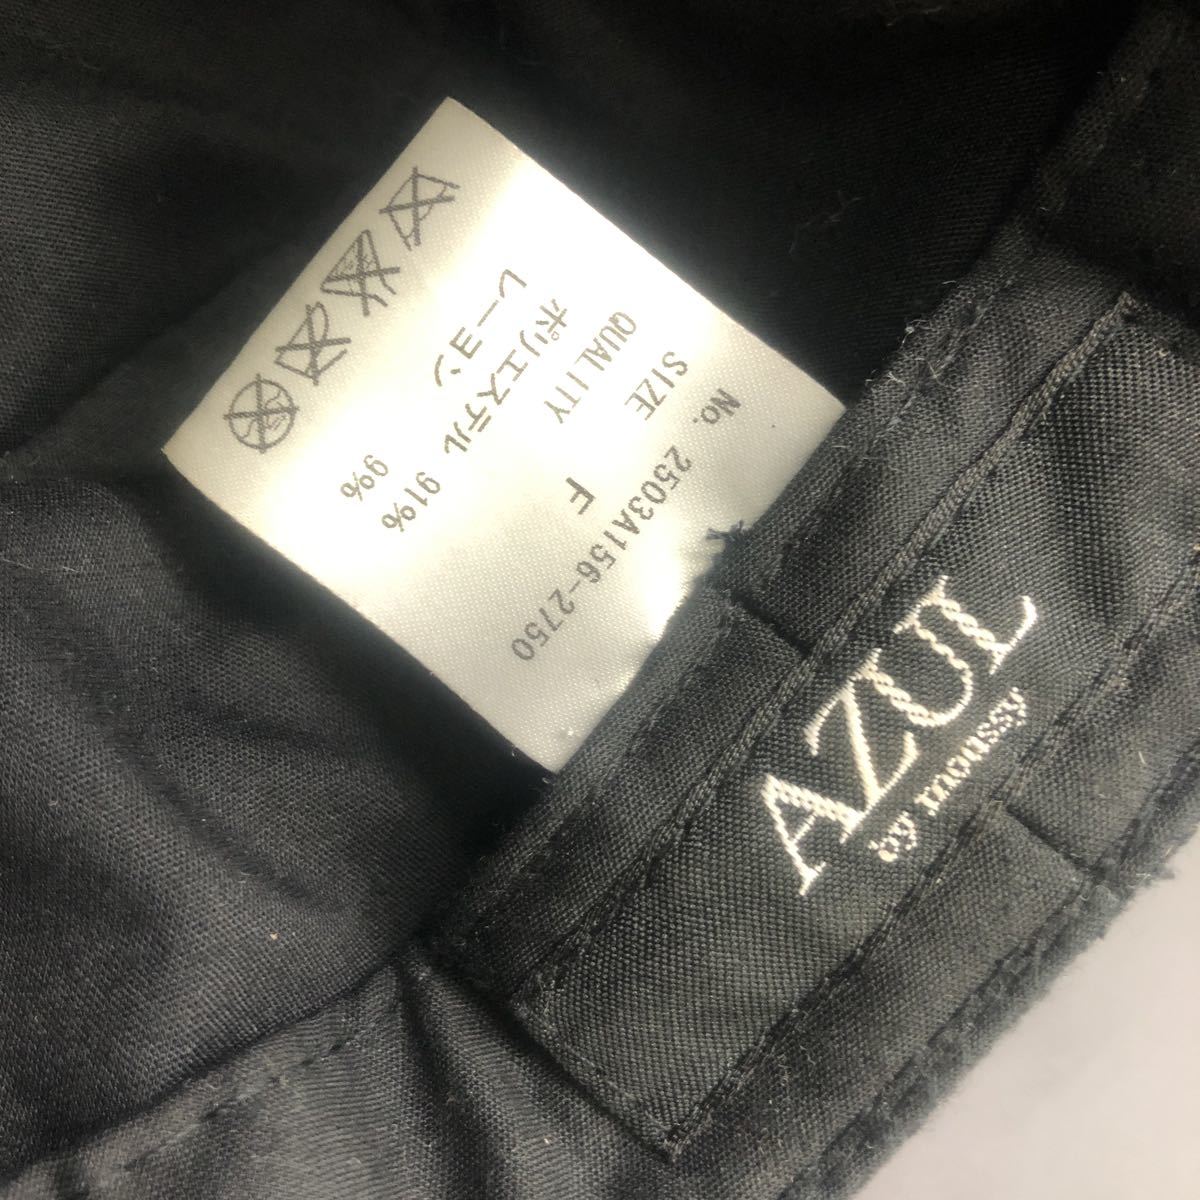 No. 2503A156-2750
SIZE F
QUALITY
ポリエステル 91%
レーヨン 9%
AZUL
by moussy